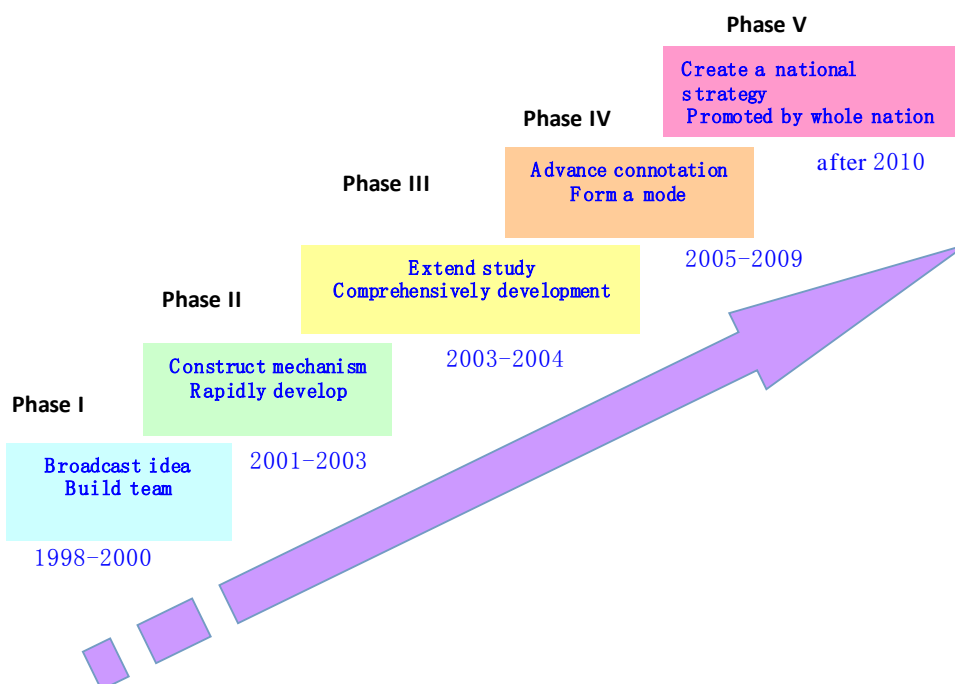 Phase V
Create a national
strategy
Promoted by whole nation
after 2010
Phase IV
Advance connotation
Form a mode
2005-2009
Phase III
Extend study
Comprehensively development
2003-2004
Phase II
Construct mechanism
Rapidly develop
2001-2003
Phase I
Broadcast idea
Build team
1998-2000